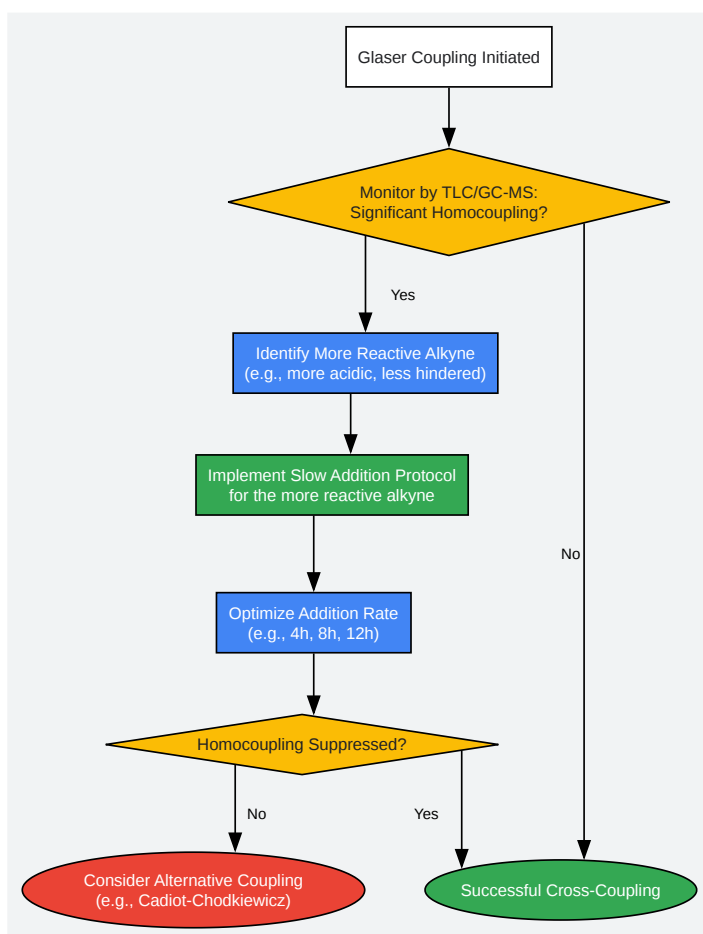 Glaser Coupling Initiated
Monitor by TLC/GC-MS:
Significant Homocoupling?
Yes
Identify More Reactive Alkyne
(e.g., more acidic, less hindered)
Implement Slow Addition Protocol
for the more reactive alkyne
No
Optimize Addition Rate
(e.g., 4h, 8h, 12h)
Homocoupling Suppressed?
No
Yes
Consider Alternative Coupling
(e.g., Cadiot-Chodkiewicz)
Successful Cross-Coupling